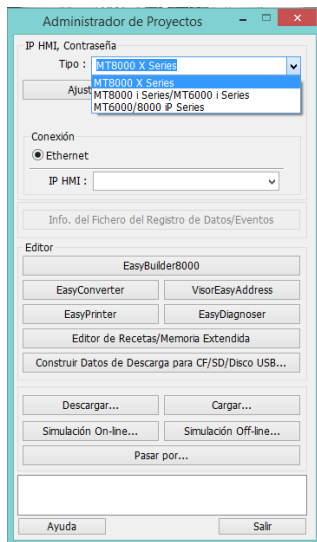 Administrador de Proyectos
IP HMI, Contraseña
Tipo : MT8000 X Series
MT8000 X Series
Ajust
MT8000 i Series/MT6000 i Series
MT6000/8000 iP Series
Conexión
Ethernet
IP HMI :
Info. del Fichero del Registro de Datos/Eventos
Editor
EasyBuilder8000
EasyConverter VisorEasyAddress
EasyPrinter EasyDiagnoser
Editor de Recetas/Memoria Extendida
Construir Datos de Descarga para CF/SD/Disco USB...
Descargar... Cargar...
Simulación On-line... Simulación Off-line...
Pasar por...
Ayuda Salir